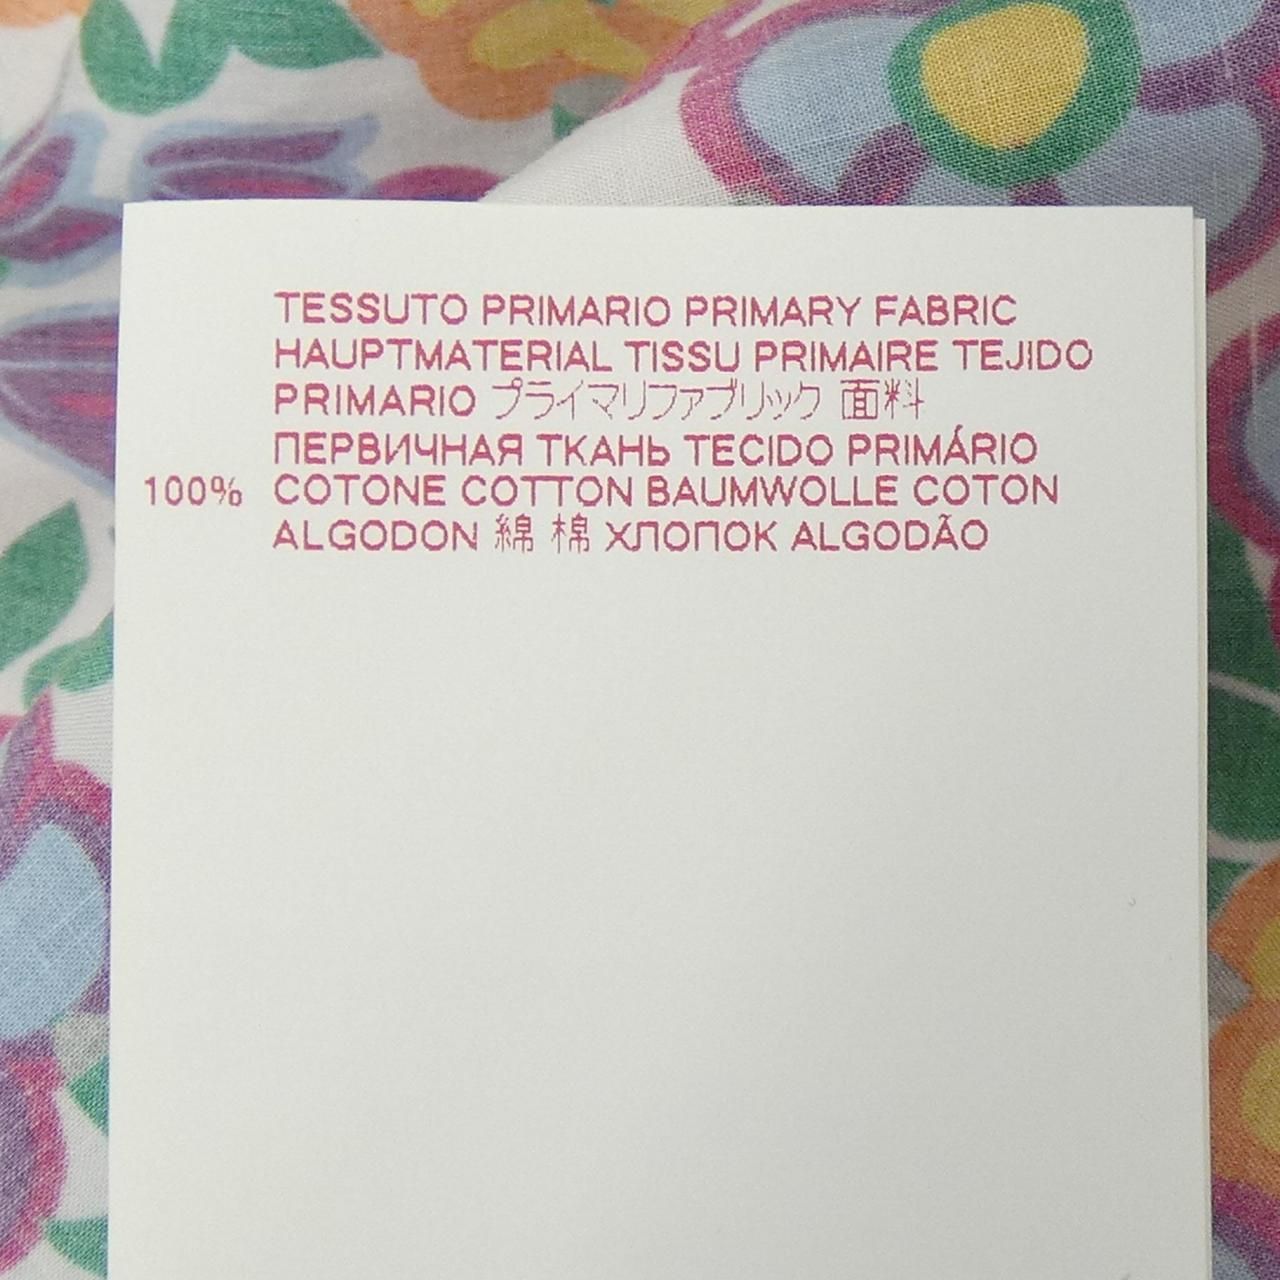 TESSUTO PRIMARIO PRIMARY FABRIC
HAUPTMATERIAL TISSU PRIMAIRE TEJIDO
PRIMARIO プライマリファブリック 面料
ПЕРВИЧНАЯ ТКАНЬ TECIDO PRIMÁRIO
100% COTONE COTTON BAUMWOLLE COTON
ALGODON 綿 棉 ХЛОПОК ALGODÃO